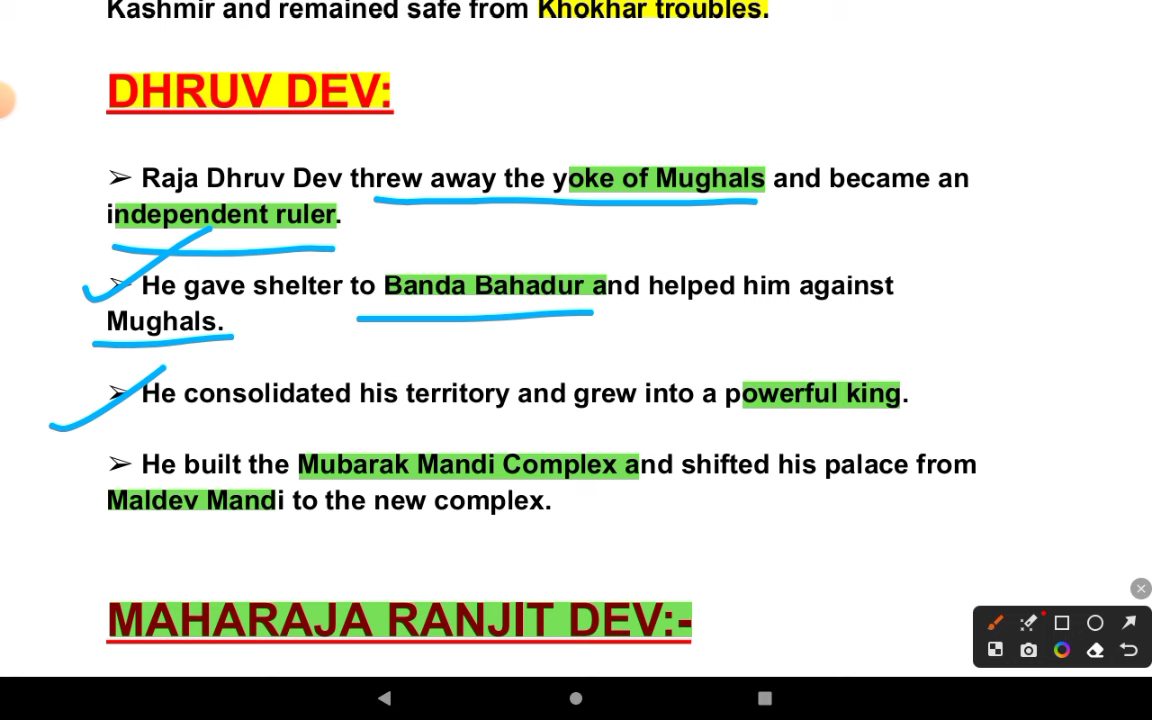 Kashmir and remained safe from Khokhar troubles.
DHRUV DEV:
➢ Raja Dhruv Dev threw away the yoke of Mughals and became an
independent ruler.
➢ He gave shelter to Banda Bahadur and helped him against
Mughals.
➢ He consolidated his territory and grew into a powerful king.
➢ He built the Mubarak Mandi Complex and shifted his palace from
Maldev Mandi to the new complex.
MAHARAJA RANJIT DEV:-